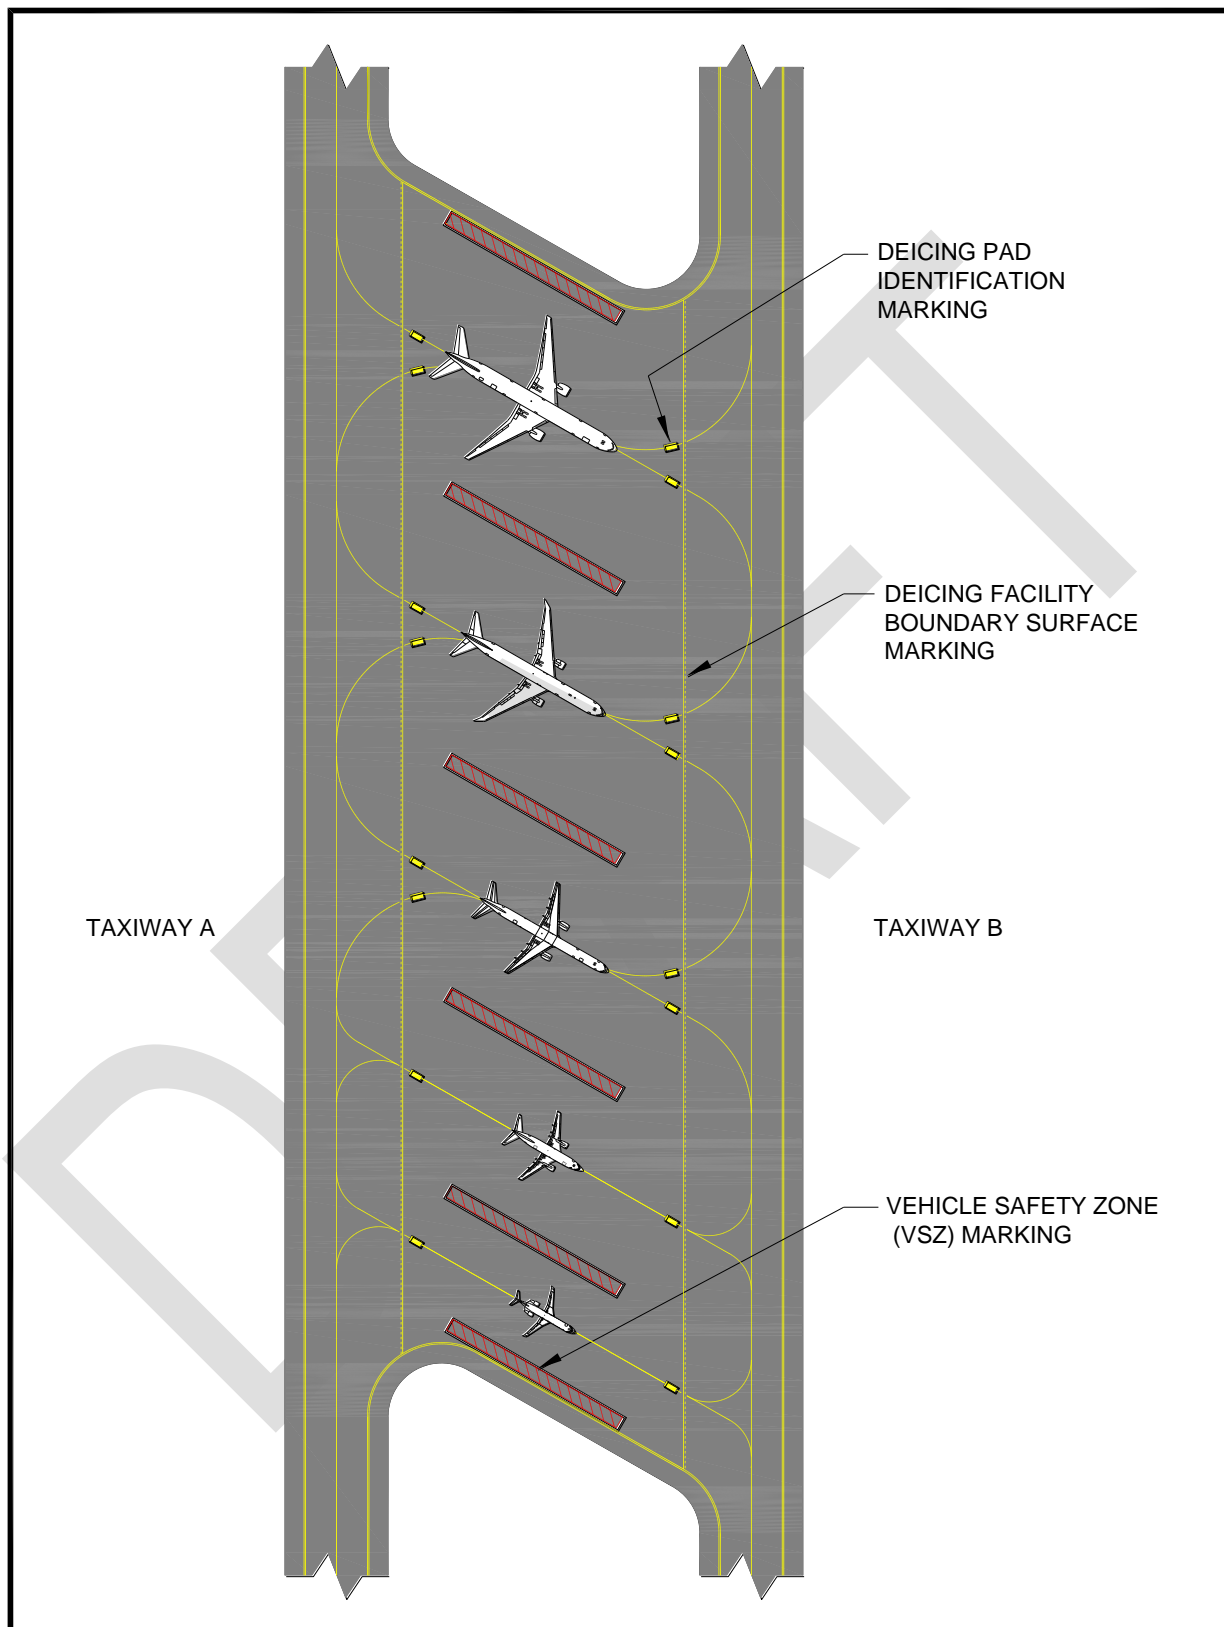 DEICING PAD
IDENTIFICATION
MARKING
DEICING FACILITY
BOUNDARY SURFACE
MARKING
TAXIWAY A
TAXIWAY B
VEHICLE SAFETY ZONE
(VSZ) MARKING
DRAFT